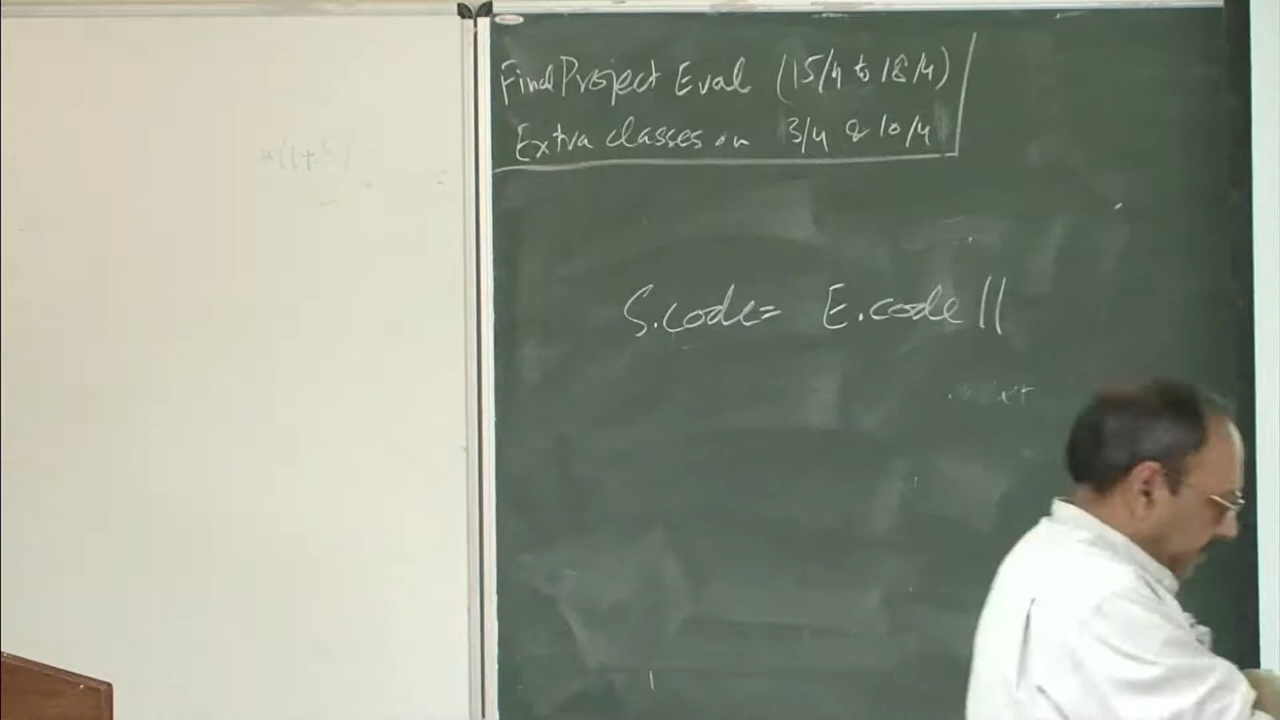 Final Project Eval (15/4 to 18/4)
Extra classes on 3/4 & 10/4
S.code= E.code ||